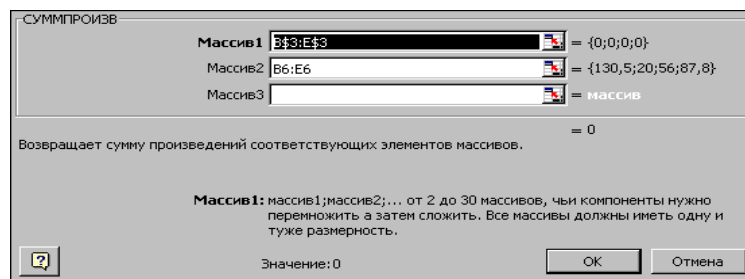 СУММПРОИЗВ
Массив1 B$3:E$3 = {0;0;0;0}
Массив2 B6:E6 = {130,5;20;56;87,8}
Массив3 = массив
= 0
Возвращает сумму произведений соответствующих элементов массивов.
Массив1: массив1;массив2;... от 2 до 30 массивов, чьи компоненты нужно
перемножить а затем сложить. Все массивы должны иметь одну и
туже размерность.
Значение:0 ОК Отмена